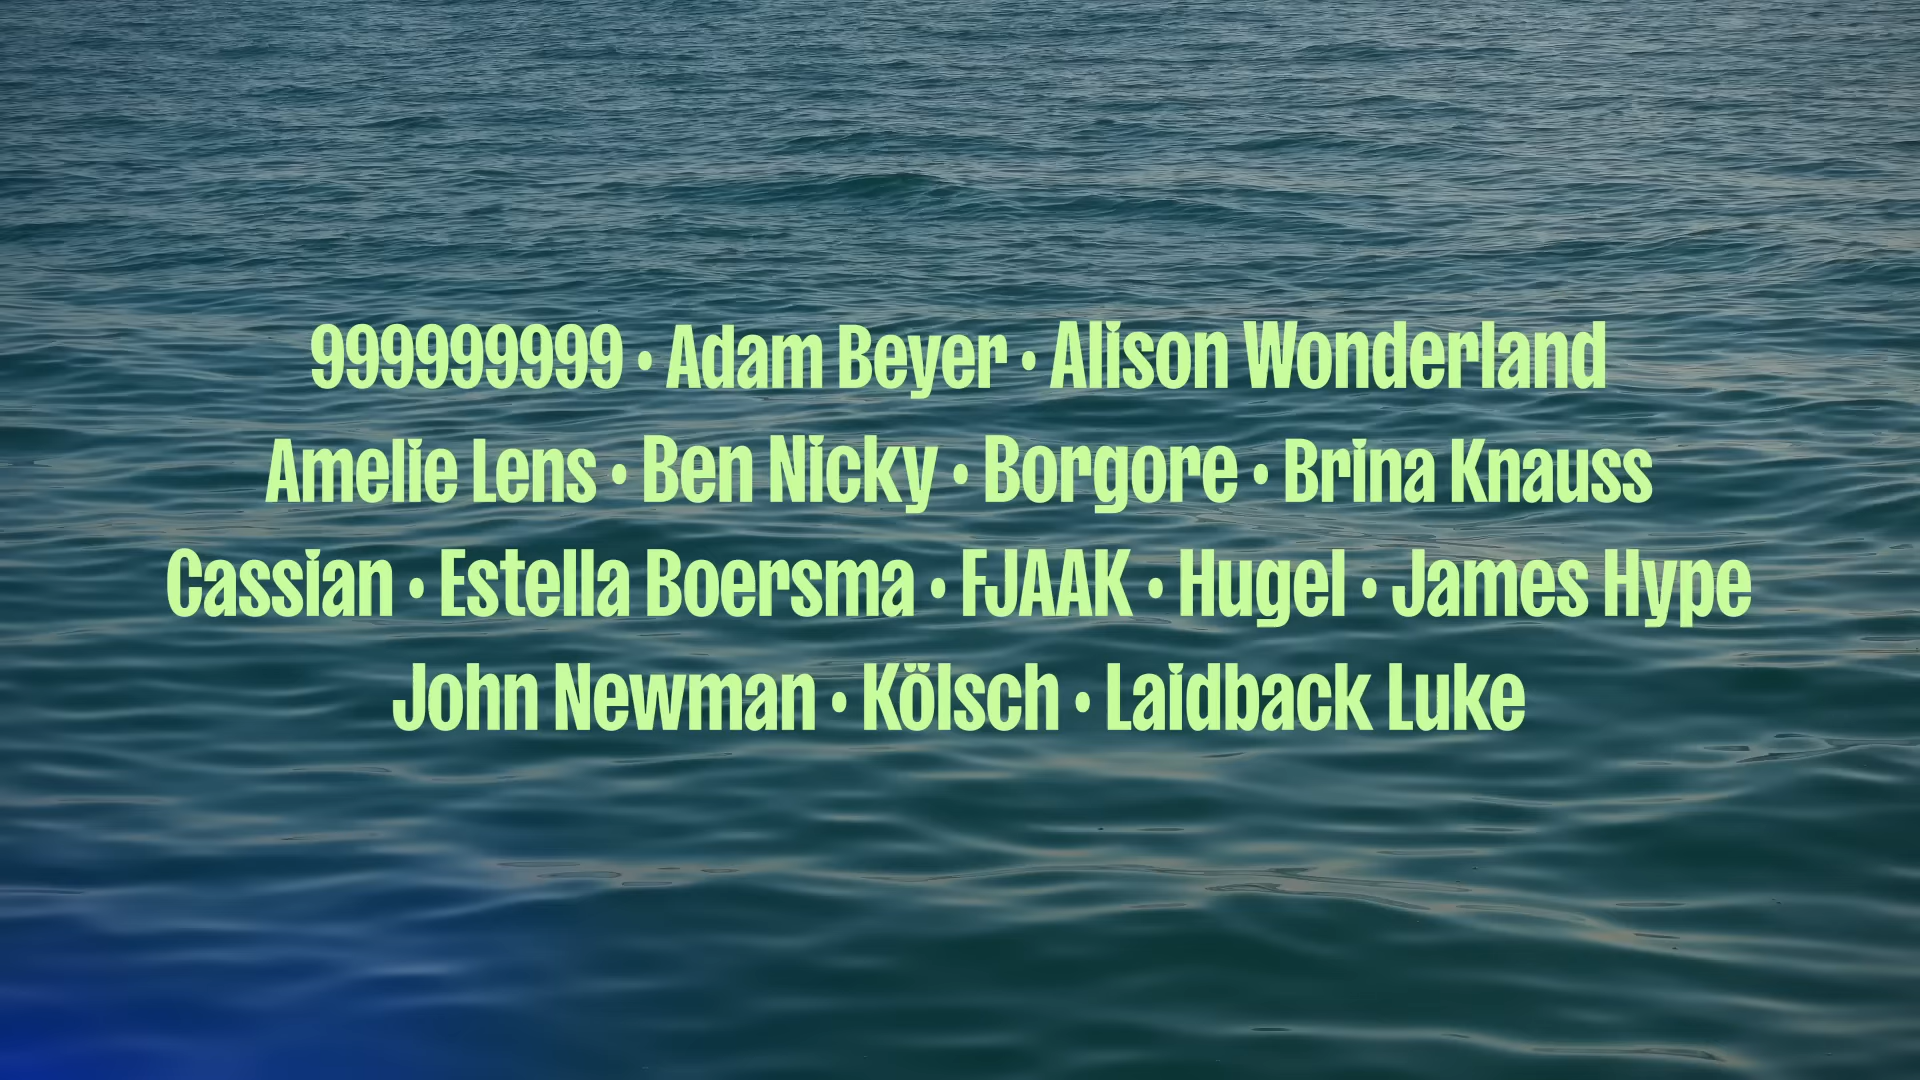 999999999 • Adam Beyer • Alison Wonderland
Amelie Lens • Ben Nicky • Borgore • Brina Knauss
Cassian • Estella Boersma • FJAAK • Hugel • James Hype
John Newman • Kölsch • Laidback Luke